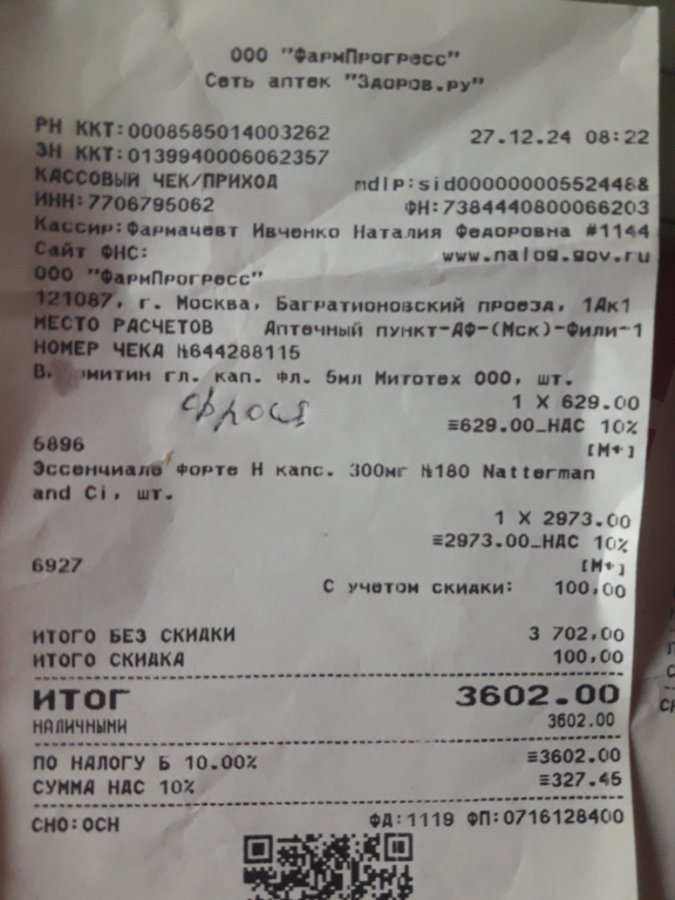 ООО "ФармПрогресс"
Сеть аптек "Здоров.ру"
РН ККТ:0008585014003262 27.12.24 08:22
ЗН ККТ:0139940006062357
КАССОВЫЙ ЧЕК/ПРИХОД mdlp:sid0000000055244‍88
ИНН:7706795062 ФН:7384440800066203
Кассир:Фармацевт Ивченко Наталия Федоровна #1144
Сайт ФНС: www.nalog.gov.ru
ООО "ФармПрогресс"
121087, г. Москва, Багратионовский проезд, 1Ак1
МЕСТО РАСЧЕТОВ Аптечный пункт-АФ-(Мск)-Фили-1
НОМЕР ЧЕКА №644288115
гл. кап. фл. 5мл Митотех ООО, шт.
1 X 629.00
≡629.00_НДС 10%
5896 [M+]
Эссенциале форте Н капс. 300мг №180 Natterman
and Ci, шт.
1 X 2973.00
≡2973.00_НДС 10%
6927 [M+]
С учетом скидки: 100,00
ИТОГО БЕЗ СКИДКИ 3 702,00
ИТОГО СКИДКА 100,00
ИТОГ 3602.00
НАЛИЧНЫМИ 3602.00
ПО НАЛОГУ Б 10.00% ≡3602.00
СУММА НДС 10% ≡327.45
СНО:ОСН ФД:1119 ФП:0716128400